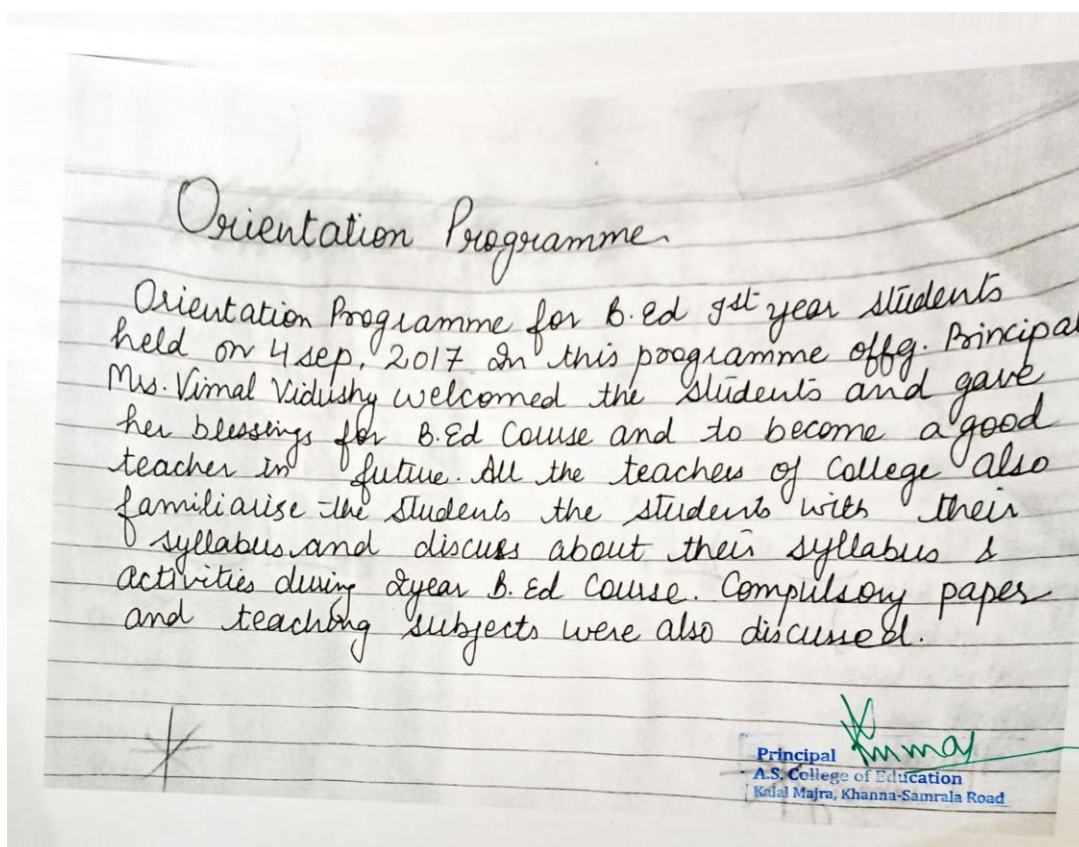 Orientation Programme.
Orientation Programme for B.Ed Ist year students
held on 4 sep, 2017. In this poogramme offg. Principal
Mrs. Vimal Vidushy welcomed the students and gave
her blessings for B.Ed Course and to become a good
teacher in future. All the teachers of College also
familiarise the students the students with their
syllabus and discuss about their syllabus &
activities during 2year B.Ed Course. Compulsory paper
and teaching subjects were also discussed.
Principal
A.S. College of Education
Kalal Majra, Khanna-Samrala Road